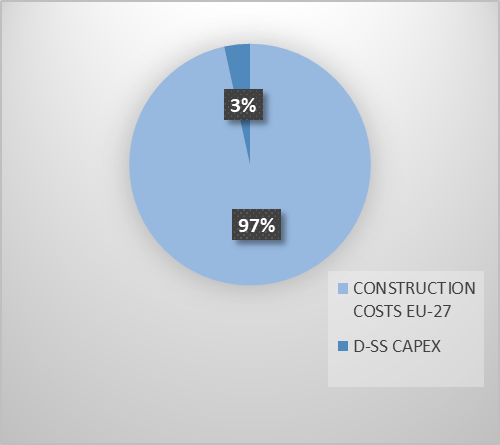 3%
97%
CONSTRUCTION
COSTS EU-27
D-SS CAPEX